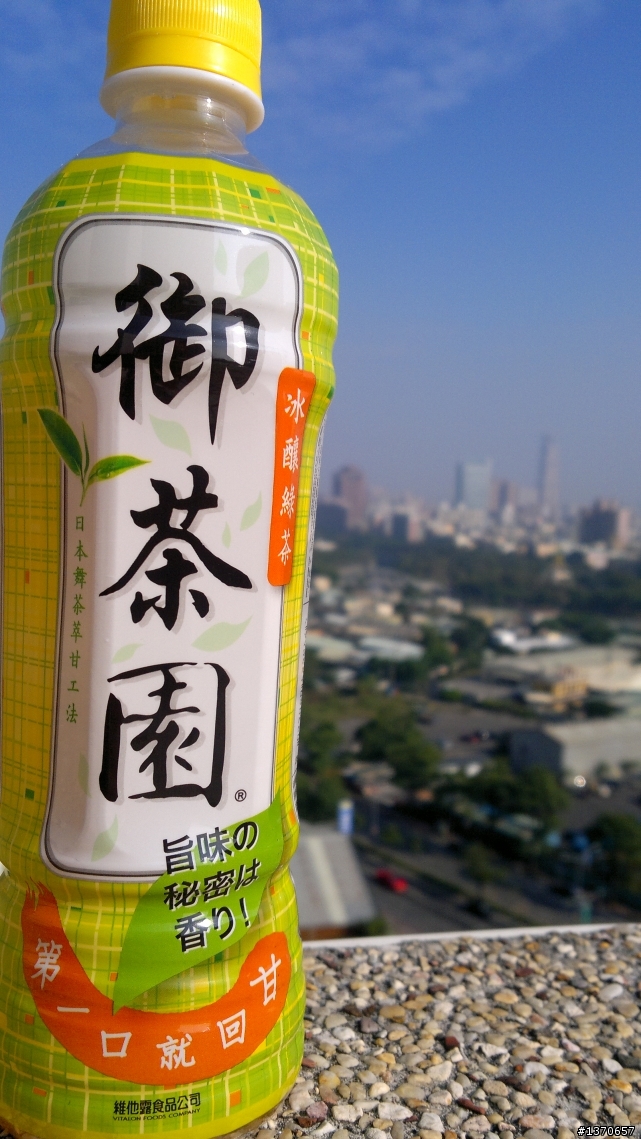 御茶園
®
冰釀綠茶
日本舞茶萃甘工法
旨味の
秘密は
香り!
第一口就回甘
維他露食品公司
VITALON FOODS COMPANY
#1370657